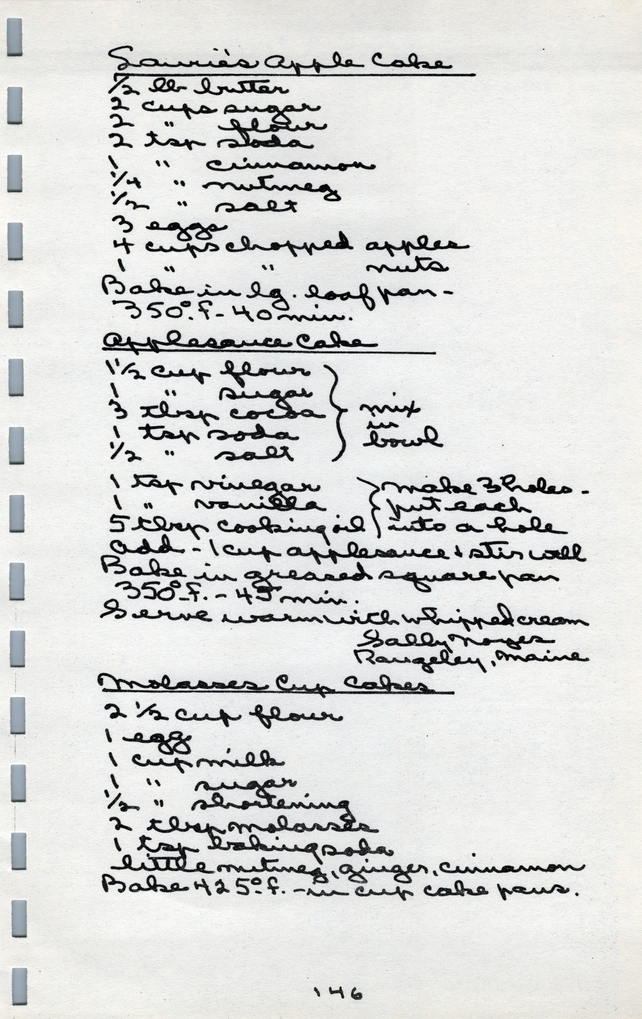 Laurie's Apple Cake
1/2 lb butter
2 cups sugar
2 " flour
2 tsp soda
1 " cinnamon
1/4 " nutmeg
1/2 " salt
3 eggs
4 cups chopped apples
1 " " nuts
Bake in lg. loaf pan -
350°.f. - 40 min.
Applesauce Cake
1 1/2 cup flour
1 " sugar
3 tbsp cocoa
1 tsp soda
1/2 " salt
mix
in
bowl
1 tsp vinegar
1 " vanilla
5 tbsp cooking oil
make 3 holes -
put each
into a hole
add - 1 cup applesauce & stir well
Bake in greased square pan
350°.f. - 45 min.
Serve warm with whipped cream
Sally Noyes
Rangeley, Maine
Molasses Cup Cakes
2 1/2 cup flour
1 egg
1 cup milk
1 " sugar
1/2 " shortening
2 tbsp molasses
1 tsp baking soda
little nutmeg, ginger, cinnamon
Bake 425°.f. - in cup cake pans.
146